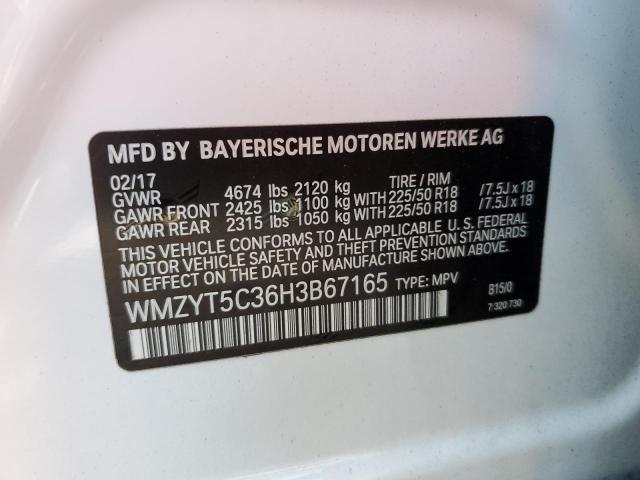 MFD BY BAYERISCHE MOTOREN WERKE AG
02/17 TIRE / RIM
GVWR 4674 lbs 2120 kg
GAWR FRONT 2425 lbs 1100 kg WITH 225/50 R18 /7.5J x 18
GAWR REAR 2315 lbs 1050 kg WITH 225/50 R18 /7.5J x 18
THIS VEHICLE CONFORMS TO ALL APPLICABLE U. S. FEDERAL
MOTOR VEHICLE SAFETY AND THEFT PREVENTION STANDARDS
IN EFFECT ON THE DATE OF MANUFACTURE SHOWN ABOVE.
WMZYT5C36H3B67165 TYPE: MPV B15/0
7 320 730